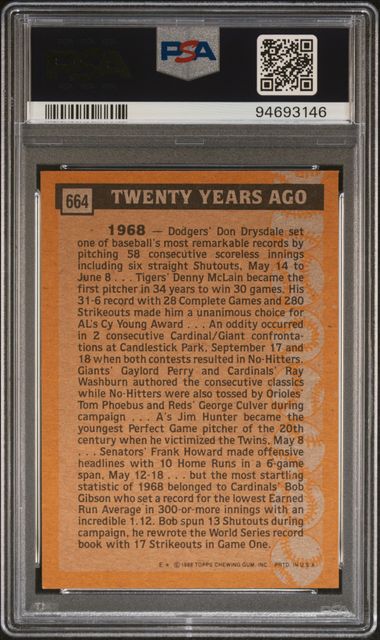 PSA
PSA
94693146
664 TWENTY YEARS AGO
1968 — Dodgers' Don Drysdale set
one of baseball's most remarkable records by
pitching 58 consecutive scoreless innings
including six straight Shutouts, May 14 to
June 8 . . . Tigers' Denny McLain became the
first pitcher in 34 years to win 30 games. His
31-6 record with 28 Complete Games and 280
Strikeouts made him a unanimous choice for
AL's Cy Young Award . . . An oddity occurred
in 2 consecutive Cardinal/Giant confronta-
tions at Candlestick Park, September 17 and
18 when both contests resulted in No-Hitters.
Giants' Gaylord Perry and Cardinals' Ray
Washburn authored the consecutive classics
while No-Hitters were also tossed by Orioles'
Tom Phoebus and Reds' George Culver during
campaign . . . A's Jim Hunter became the
youngest Perfect Game pitcher of the 20th
century when he victimized the Twins, May 8
. . . Senators' Frank Howard made offensive
headlines with 10 Home Runs in a 6-game
span, May 12-18 . . . but the most startling
statistic of 1968 belonged to Cardinals' Bob
Gibson who set a record for the lowest Earned
Run Average in 300-or-more innings with an
incredible 1.12. Bob spun 13 Shutouts during
campaign, he rewrote the World Series record
book with 17 Strikeouts in Game One.
E * © 1988 TOPPS CHEWING GUM, INC. PRTD. IN U.S.A.